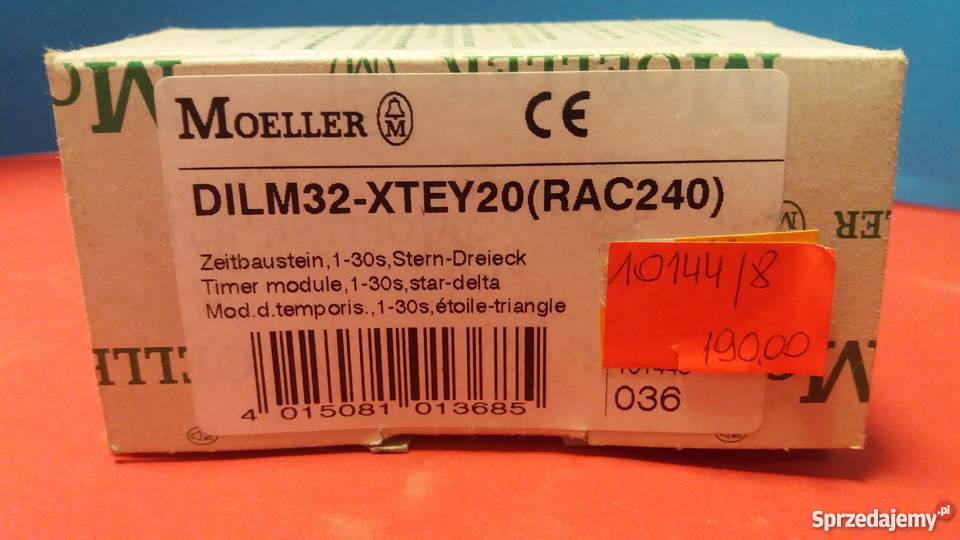 MOELLER
MOELLER M
CE
DILM32-XTEY20(RAC240)
Zeitbaustein,1-30s,Stern-Dreieck
Timer module,1-30s,star-delta
Mod.d.temporis.,1-30s,étoile-triangle
10144/8
190,00
4 015081 013685
036
Sprzedajemy.pl